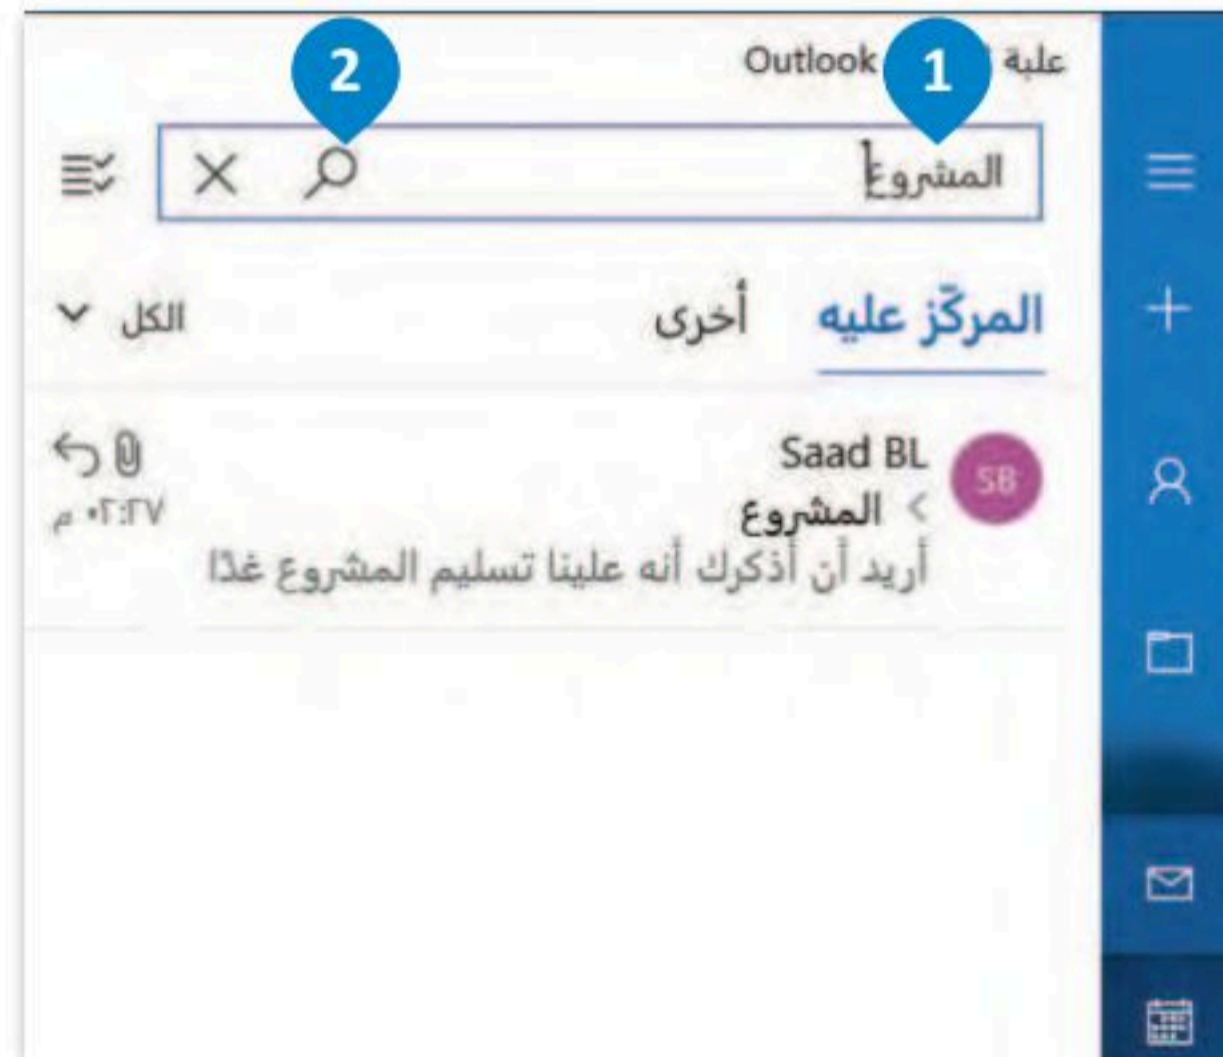 علبة Outlook
1
2
المشروع
المركّز عليه
أخرى
الكل
SB
Saad BL
المشروع
٠٢:٢٧ م
أريد أن أذكرك أنه علينا تسليم المشروع غدًا